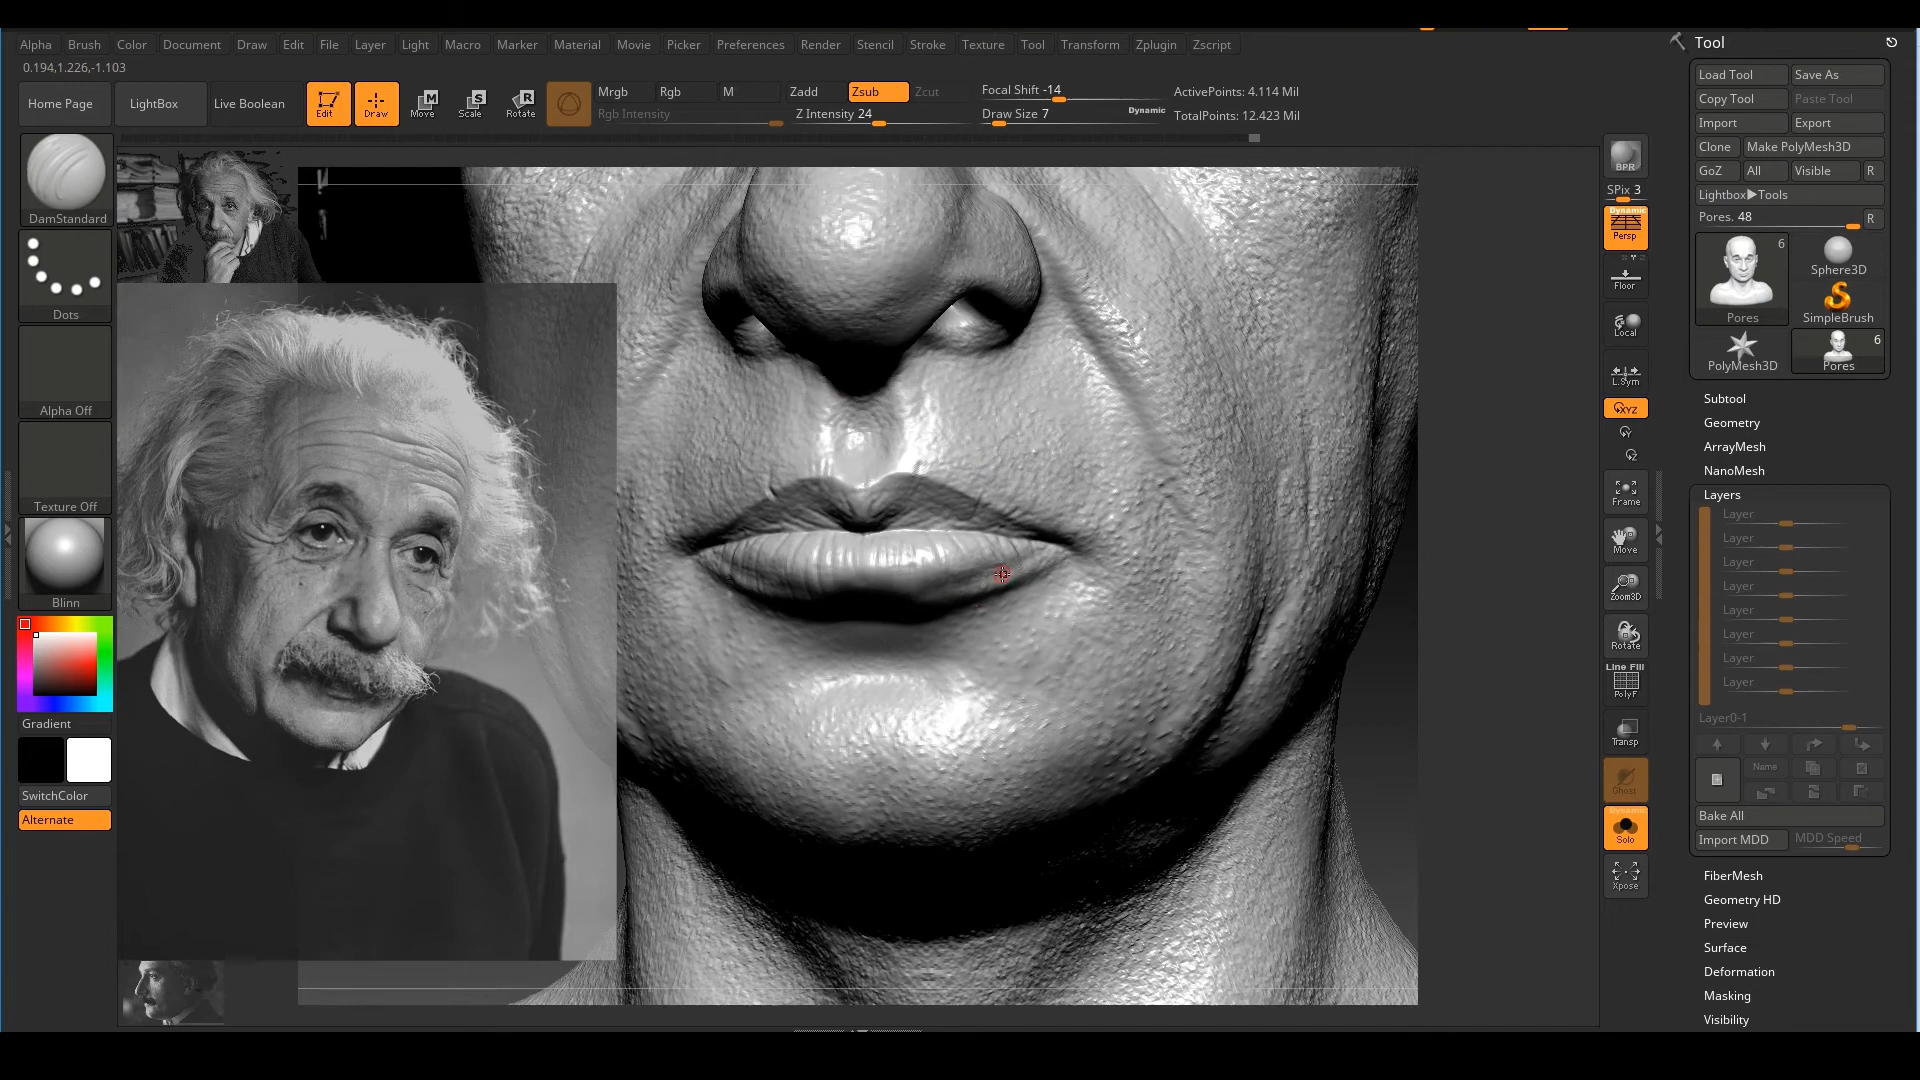 Alpha Brush Color Document Draw Edit File Layer Light Macro Marker Material Movie Picker Preferences Render Stencil Stroke Texture Tool Transform Zplugin Zscript
Tool
0.194,1.226,-1.103
Home Page
LightBox
Live Boolean
Edit
Draw
Move
Scale
Rotate
Mrgb Rgb M
Rgb Intensity
Zadd Zsub Zcut
Z Intensity 24
Focal Shift -14
Draw Size 7
Dynamic
ActivePoints: 4.114 Mil
TotalPoints: 12.423 Mil
DamStandard
Dots
Alpha Off
Texture Off
Blinn
Gradient
SwitchColor
Alternate
BPR
SPix 3
Dynamic
Persp
Floor
Local
L.Sym
XYZ
Y
Z
Frame
Move
Zoom3D
Rotate
Line Fill
PolyF
Transp
Ghost
Dynamic
Solo
Xpose
Load Tool Save As
Copy Tool Paste Tool
Import Export
Clone Make PolyMesh3D
GoZ All Visible R
Lightbox▶Tools
Pores. 48 R
6
Pores
Sphere3D
SimpleBrush
PolyMesh3D
6
Pores
Subtool
Geometry
ArrayMesh
NanoMesh
Layers
Layer
Layer
Layer
Layer
Layer
Layer
Layer
Layer
Layer0-1
Name
Bake All
Import MDD MDD Speed
FiberMesh
Geometry HD
Preview
Surface
Deformation
Masking
Visibility